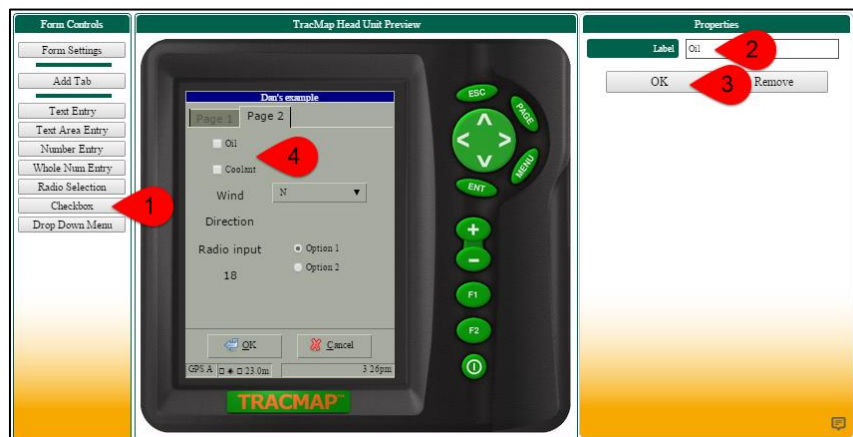 Form Controls
Form Settings
Add Tab
Text Entry
Text Area Entry
Number Entry
Whole Num Entry
Radio Selection
Checkbox
1
Drop Down Menu
TracMap Head Unit Preview
Dan's example
Page 1 Page 2
Oil
4
Coolant
Wind N
Direction
Radio input Option 1
18 Option 2
OK Cancel
GPS A 23.0m 3:26pm
TRACMAP
ESC
PAGE
MENU
ENT
+
−
F1
F2
Properties
Label Oil 2
OK 3 Remove